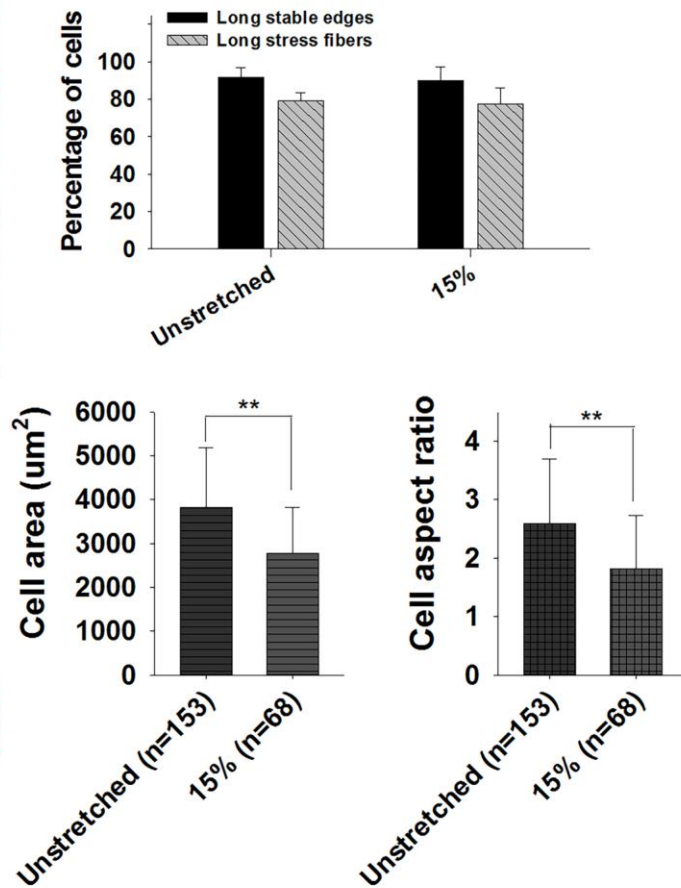 Long stable edges
Long stress fibers
Percentage of cells
100
80
60
40
20
0
Unstretched
15%
Cell area (um²)
6000
5000
4000
3000
2000
1000
0
**
Unstretched (n=153)
15% (n=68)
Cell aspect ratio
4
3
2
1
0
**
Unstretched (n=153)
15% (n=68)